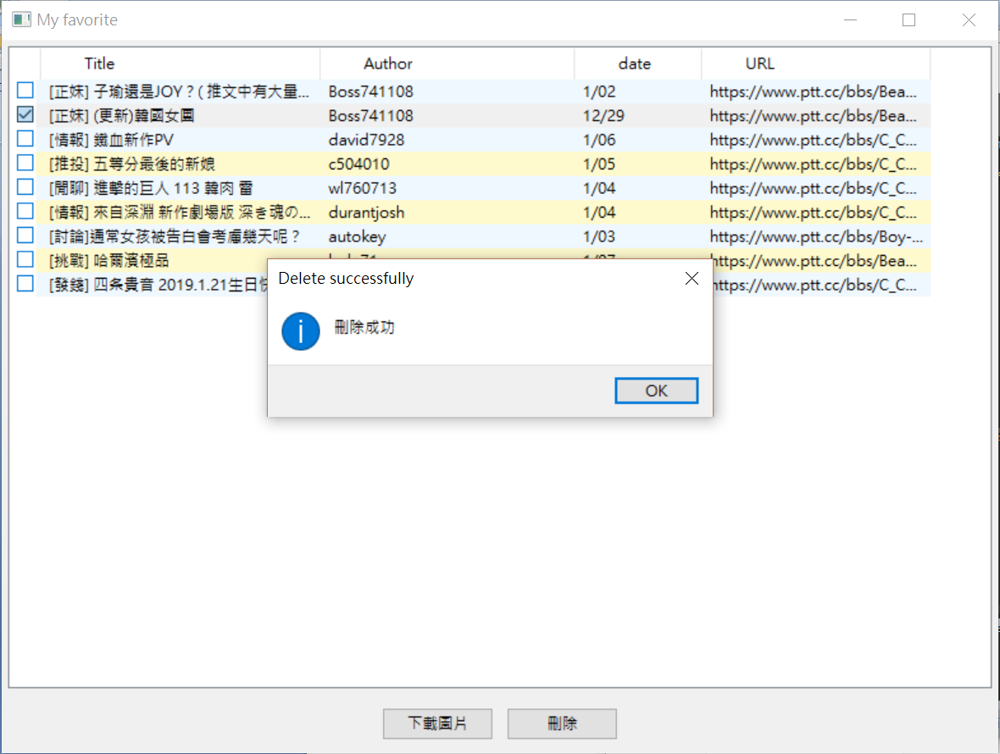 My favorite
Title Author date URL
[正妹] 子瑜還是JOY？( 推文中有大量... Boss741108 1/02 https://www.ptt.cc/bbs/Bea...
[正妹] (更新)韓國女團 Boss741108 12/29 https://www.ptt.cc/bbs/Bea...
[情報] 鐵血新作PV david7928 1/06 https://www.ptt.cc/bbs/C_C...
[推投] 五等分最後的新娘 c504010 1/05 https://www.ptt.cc/bbs/C_C...
[閒聊] 進擊的巨人 113 韓肉 雷 wl760713 1/04 https://www.ptt.cc/bbs/C_C...
[情報] 來自深淵 新作劇場版 深き魂の... durantjosh 1/04 https://www.ptt.cc/bbs/C_C...
[討論]通常女孩被告白會考慮幾天呢？ autokey 1/03 https://www.ptt.cc/bbs/Boy-...
[挑戰] 哈爾濱極品 https://www.ptt.cc/bbs/Bea...
[發錢] 四条貴音 2019.1.21生日 https://www.ptt.cc/bbs/C_C...
Delete successfully
刪除成功
OK
下載圖片 刪除